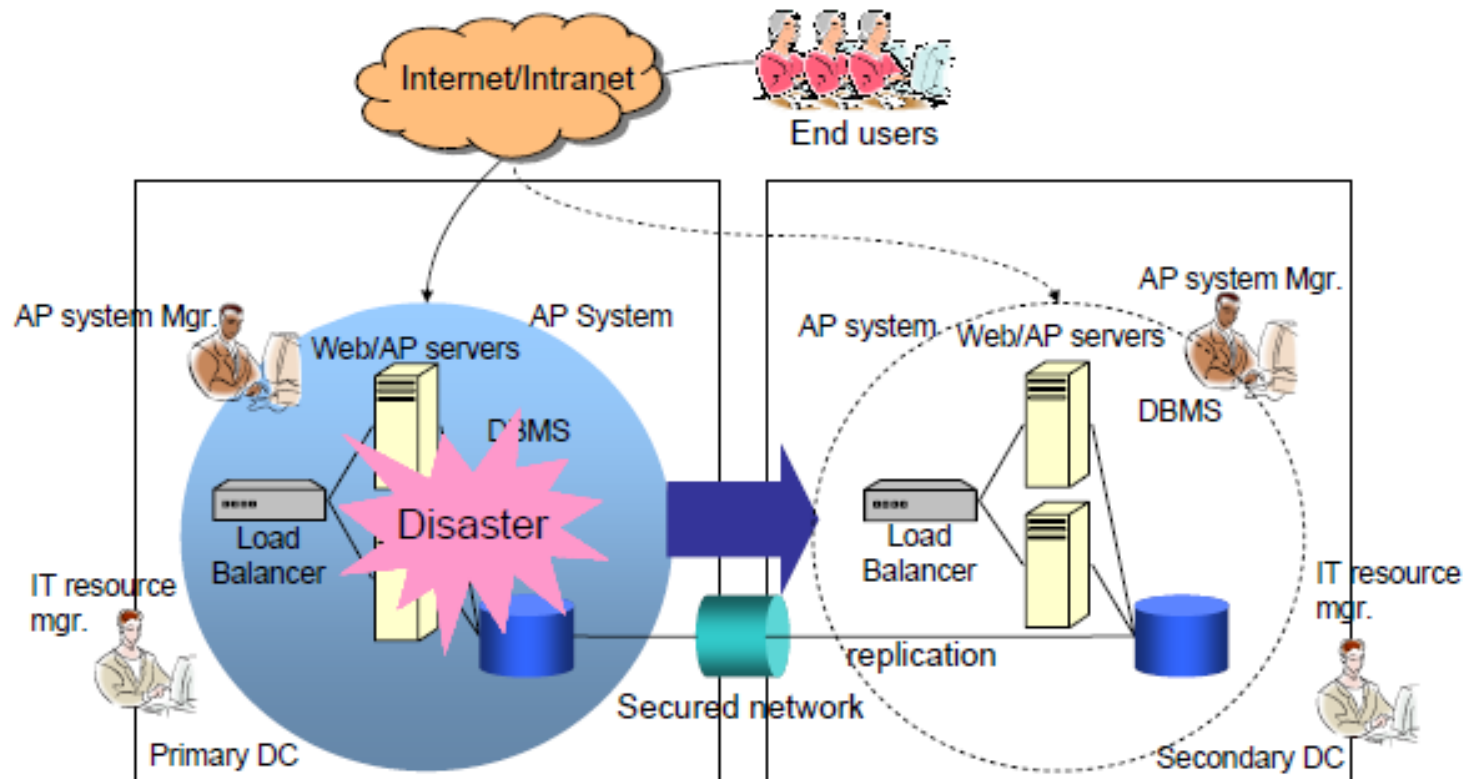 Internet/Intranet
End users
AP system Mgr.
AP System
Web/AP servers
DBMS
Load
Balancer
Disaster
IT resource
mgr.
Primary DC
Secured network
replication
AP system
Web/AP servers
AP system Mgr.
DBMS
Load
Balancer
IT resource
mgr.
Secondary DC